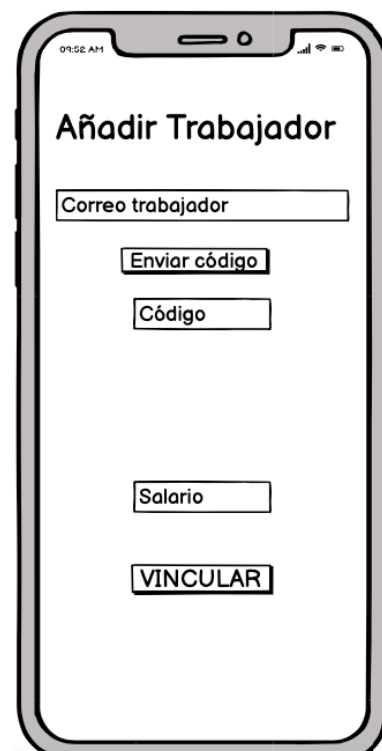 09:52 AM
Añadir Trabajador
Correo trabajador
Enviar código
Código
Salario
VINCULAR